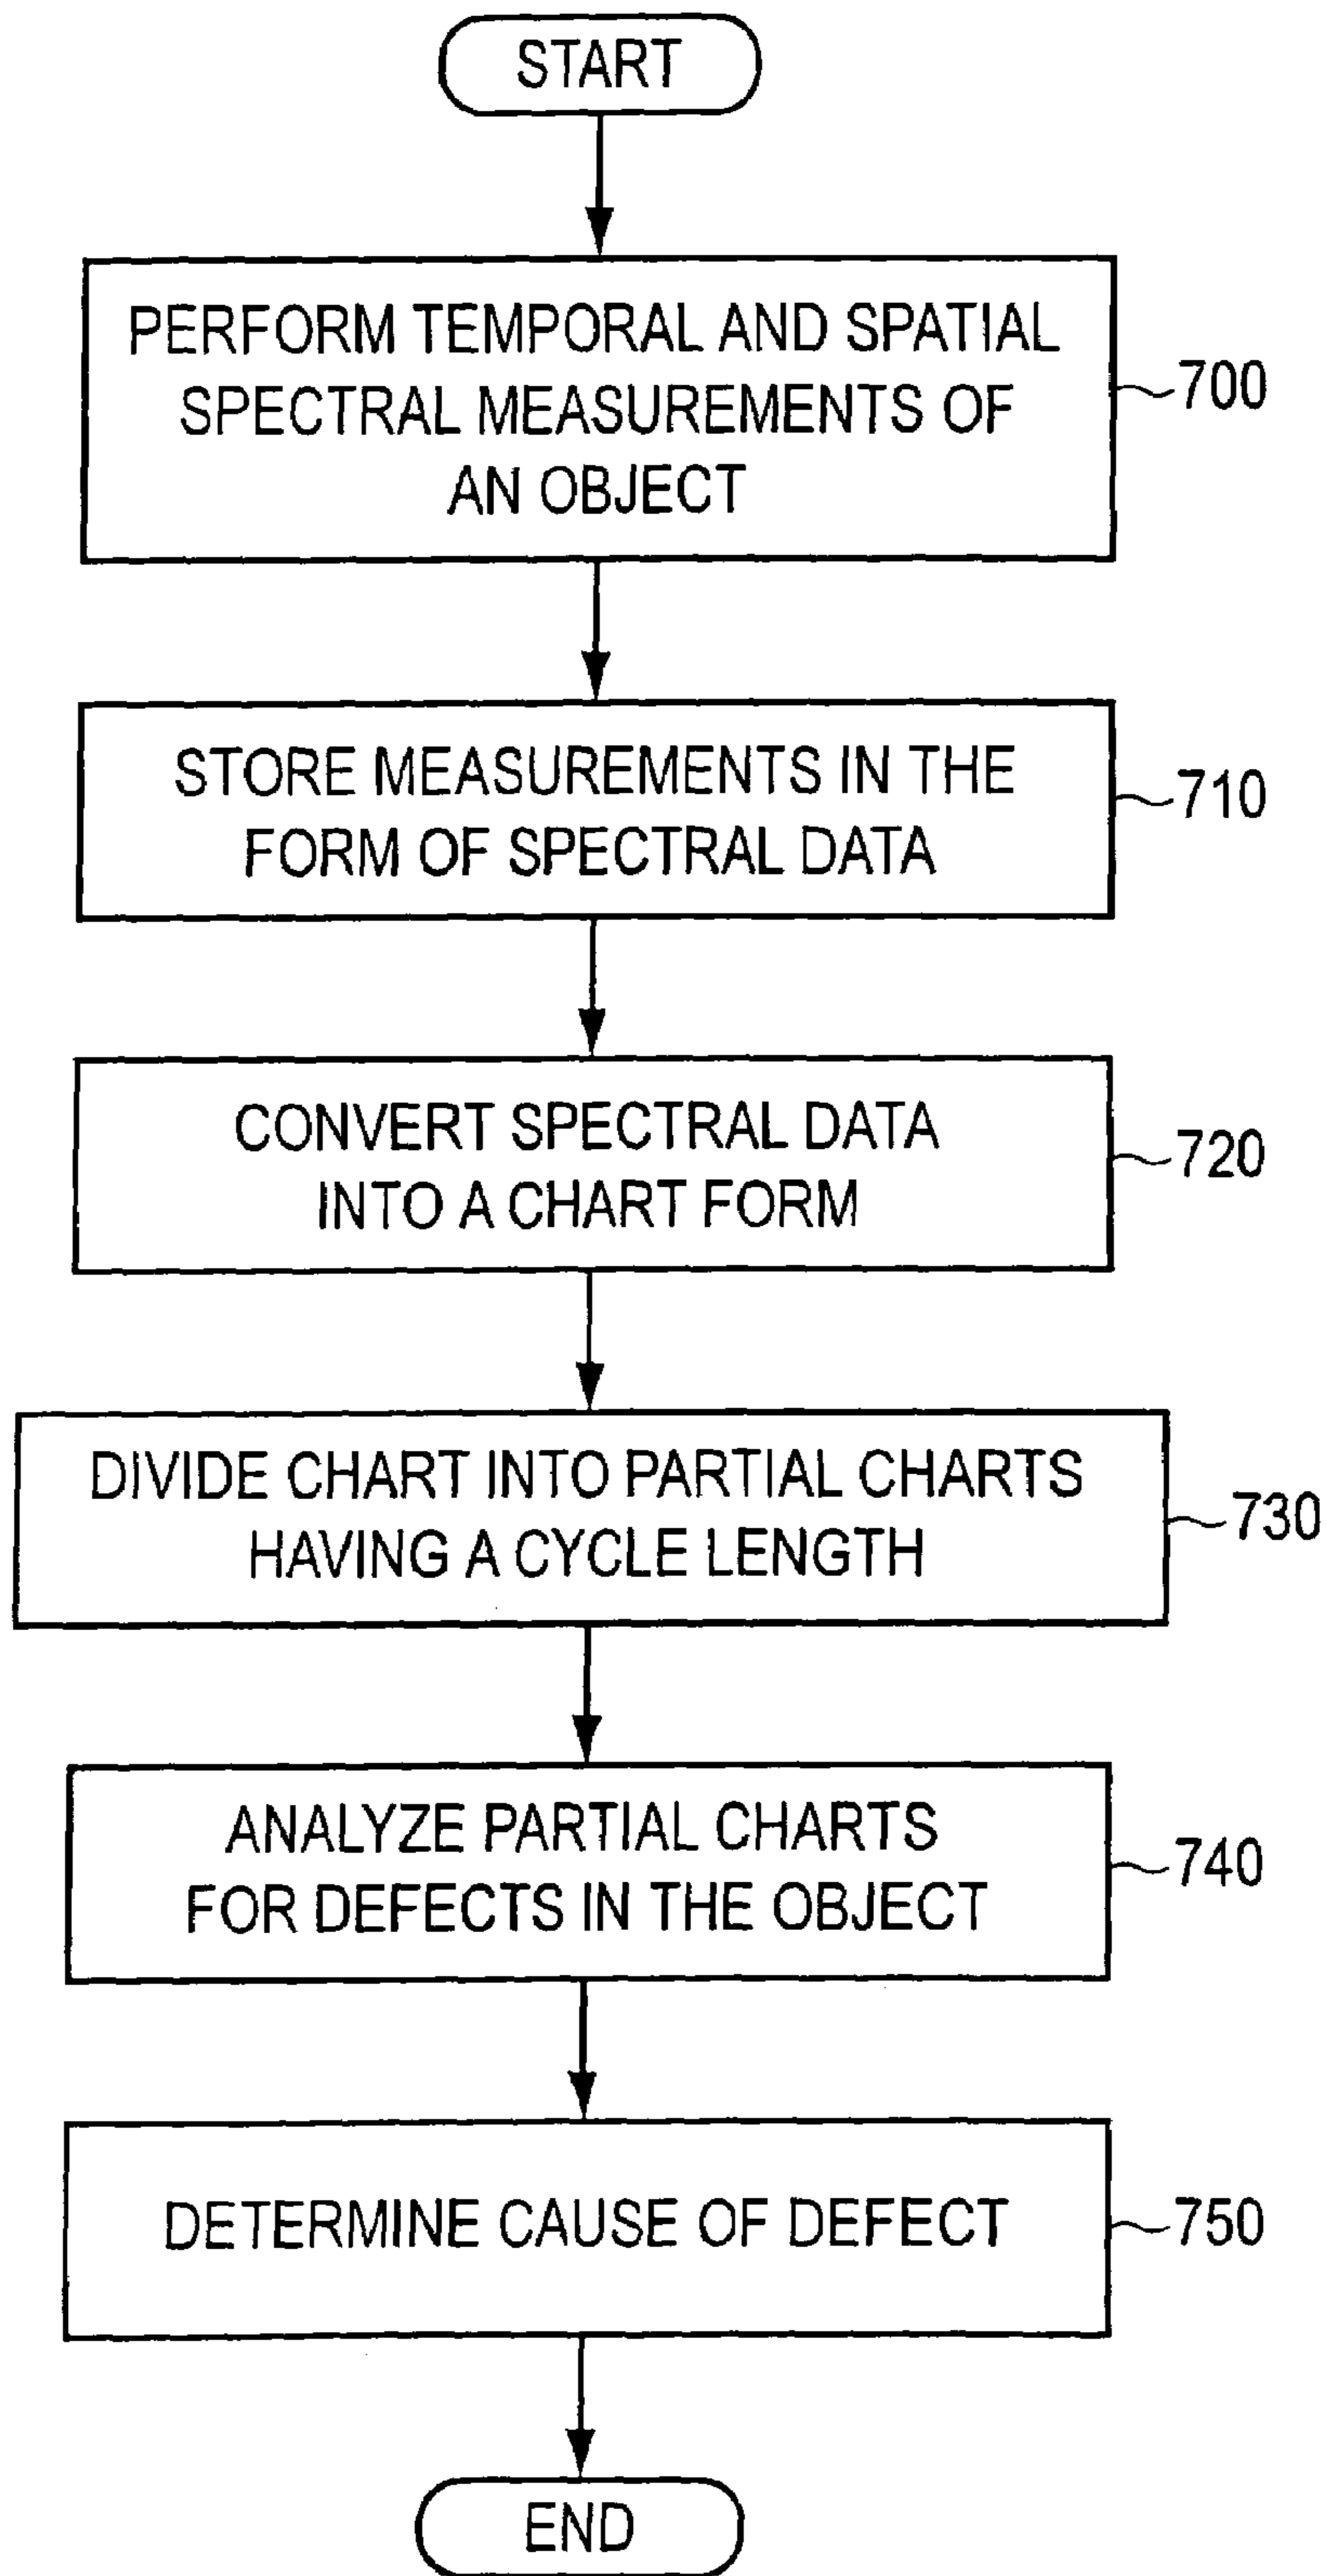 START
PERFORM TEMPORAL AND SPATIAL
SPECTRAL MEASUREMENTS OF
AN OBJECT
700
STORE MEASUREMENTS IN THE
FORM OF SPECTRAL DATA
710
CONVERT SPECTRAL DATA
INTO A CHART FORM
720
DIVIDE CHART INTO PARTIAL CHARTS
HAVING A CYCLE LENGTH
730
ANALYZE PARTIAL CHARTS
FOR DEFECTS IN THE OBJECT
740
DETERMINE CAUSE OF DEFECT
750
END